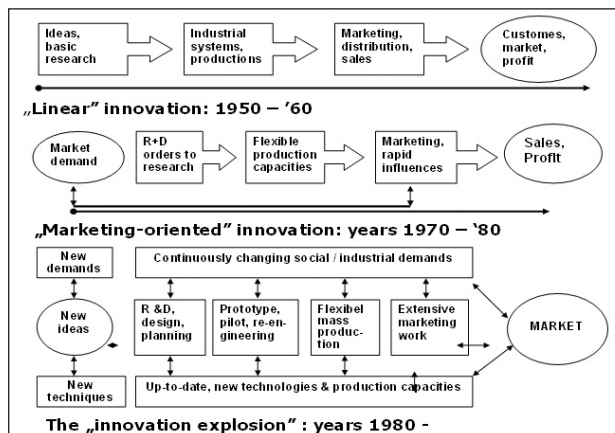 Ideas,
basic
research
Industrial
systems,
productions
Marketing,
distribution,
sales
Customes,
market,
profit
„Linear” innovation: 1950 – ’60
Market
demand
R+D
orders to
research
Flexible
production
capacities
Marketing,
rapid
influences
Sales,
Profit
„Marketing-oriented” innovation: years 1970 – ‘80
New
demands
Continuously changing social / industrial demands
New
ideas
R &D,
design,
planning
Prototype,
pilot, re-en-
gineering
Flexibel
mass
produc-
tion
Extensive
marketing
work
MARKET
New
techniques
Up-to-date, new technologies & production capacities
The „innovation explosion” : years 1980 -